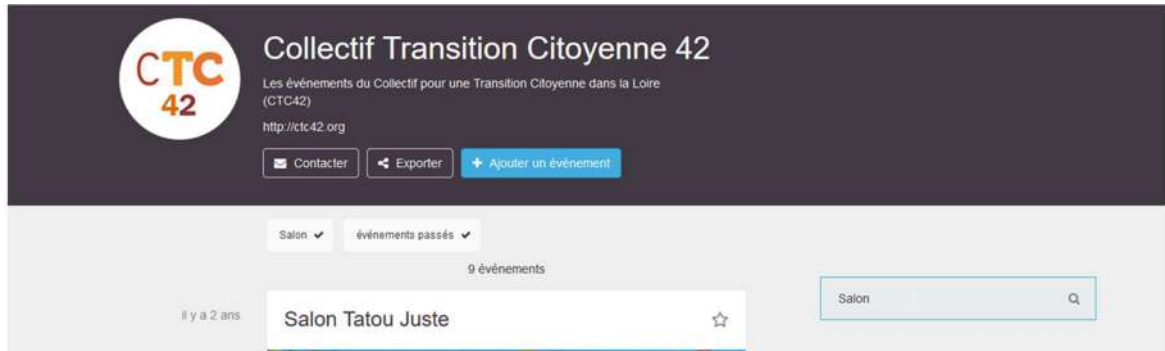 CTC
42
Collectif Transition Citoyenne 42
Les événements du Collectif pour une Transition Citoyenne dans la Loire
(CTC42)
http://ctc42.org
Contacter
Exporter
Ajouter un événement
Salon
événements passés
9 événements
Salon
il y a 2 ans
Salon Tatou Juste